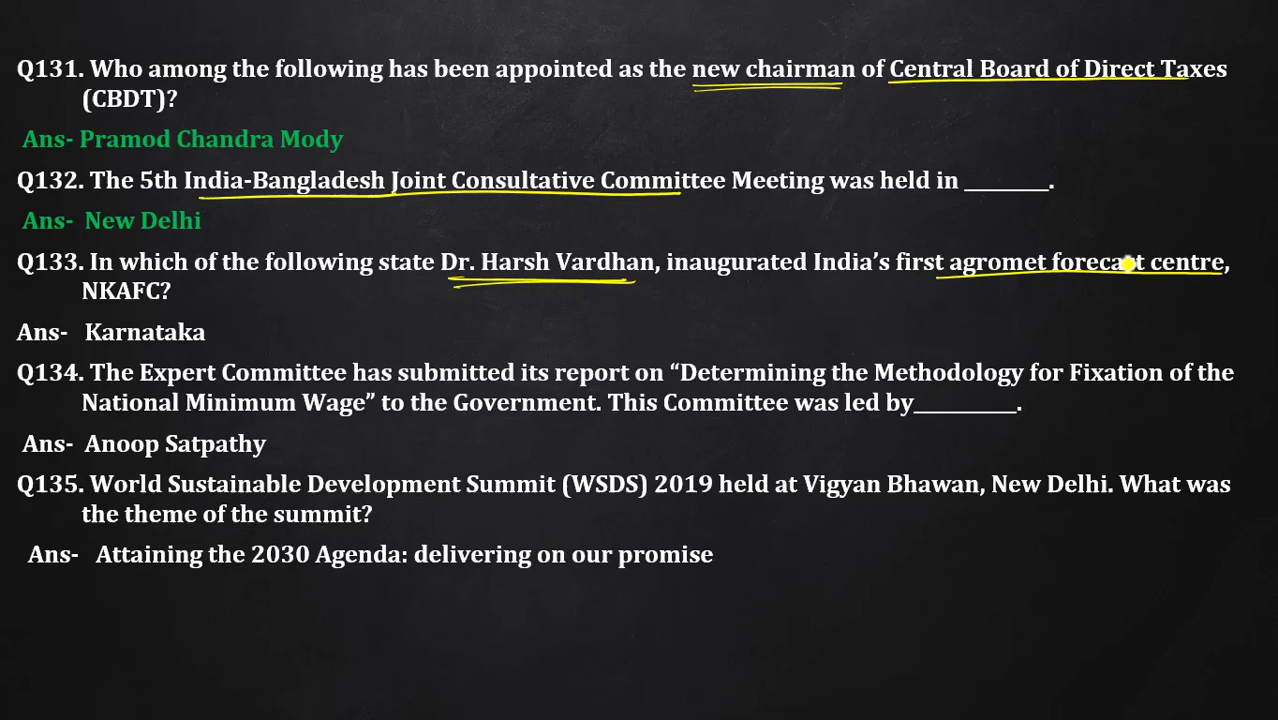 Q131. Who among the following has been appointed as the new chairman of Central Board of Direct Taxes
(CBDT)?
Ans- Pramod Chandra Mody
Q132. The 5th India-Bangladesh Joint Consultative Committee Meeting was held in ________.
Ans- New Delhi
Q133. In which of the following state Dr. Harsh Vardhan, inaugurated India’s first agromet forecast centre,
NKAFC?
Ans- Karnataka
Q134. The Expert Committee has submitted its report on “Determining the Methodology for Fixation of the
National Minimum Wage” to the Government. This Committee was led by__________.
Ans- Anoop Satpathy
Q135. World Sustainable Development Summit (WSDS) 2019 held at Vigyan Bhawan, New Delhi. What was
the theme of the summit?
Ans- Attaining the 2030 Agenda: delivering on our promise